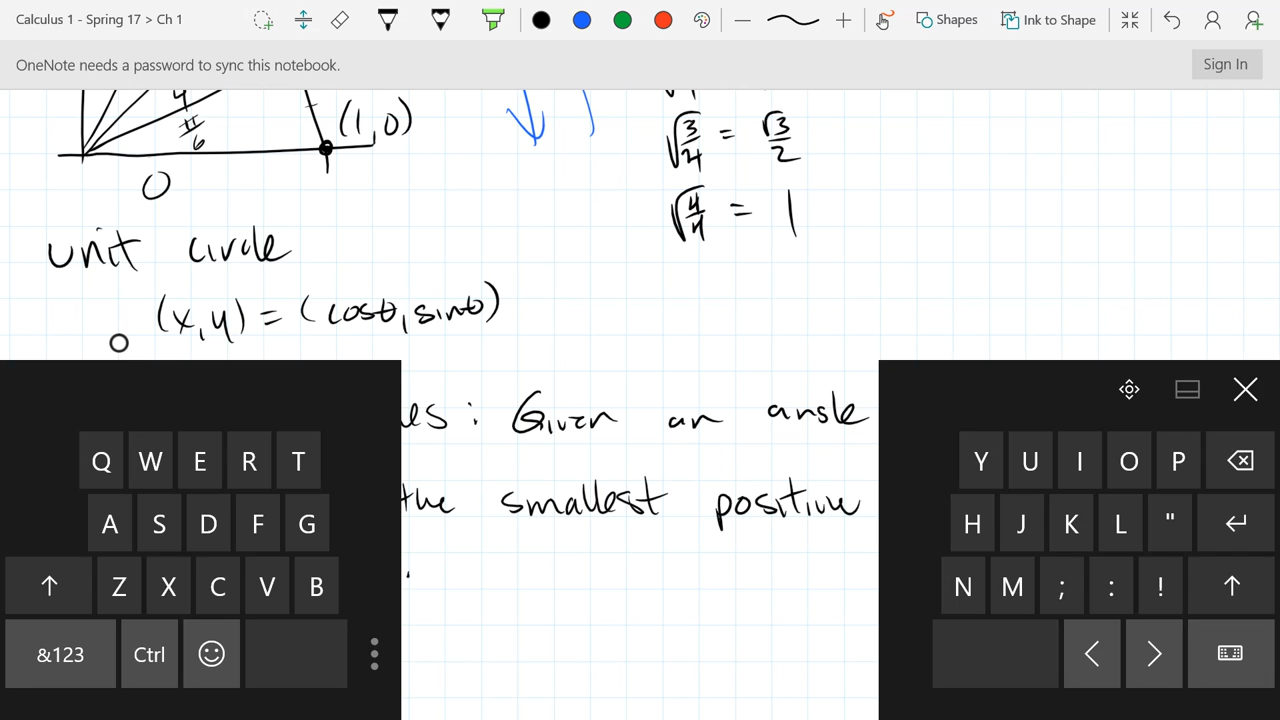 Calculus 1 - Spring 17 > Ch 1
Shapes
Ink to Shape
OneNote needs a password to sync this notebook.
Sign In
π/6
(1,0)
0
√3/4 = √3/2
√4/4 = 1
unit circle
(x,y) = (cosθ, sinθ)
: Given an angle
the smallest positive
Q W E R T
Y U I O P
A S D F G
H J K L "
↑ Z X C V B
N M ; : ! ↑
&123 Ctrl
< >